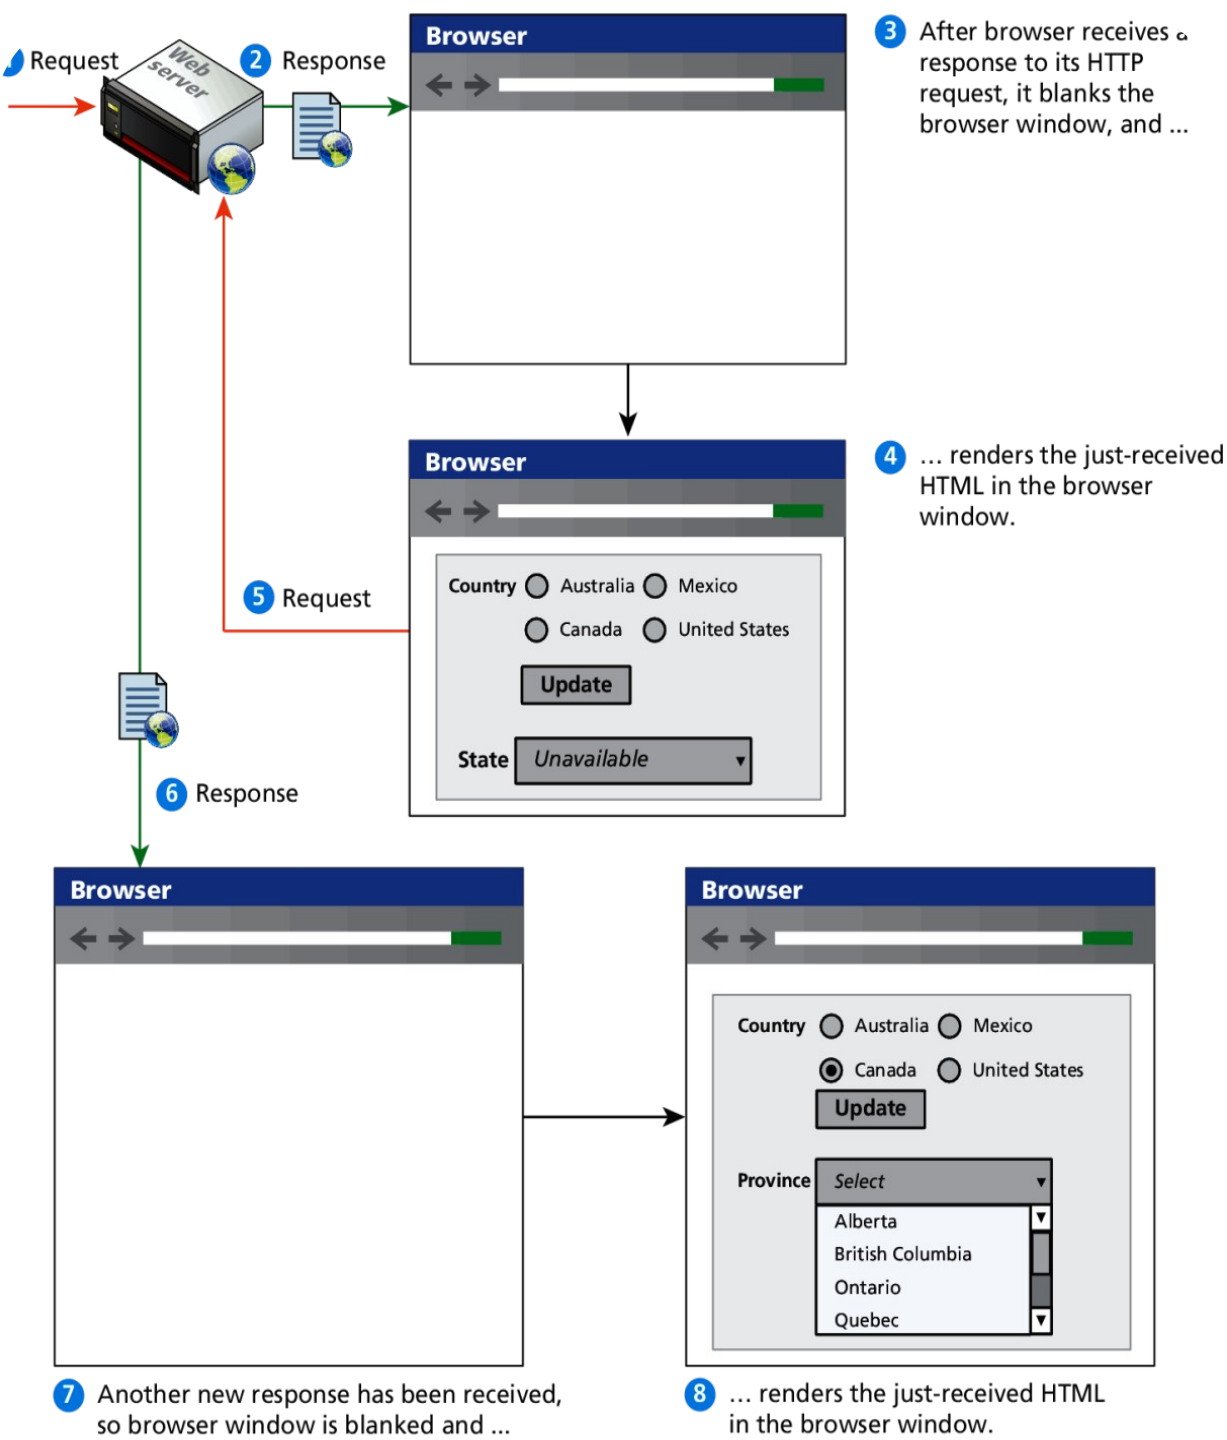 Request
Web
server
2 Response
Browser
3 After browser receives a
response to its HTTP
request, it blanks the
browser window, and ...
Browser
4 ... renders the just-received
HTML in the browser
window.
5 Request
Country Australia Mexico
Canada United States
Update
State Unavailable
6 Response
Browser
Browser
Country Australia Mexico
Canada United States
Update
Province Select
Alberta
British Columbia
Ontario
Quebec
7 Another new response has been received,
so browser window is blanked and ...
8 ... renders the just-received HTML
in the browser window.